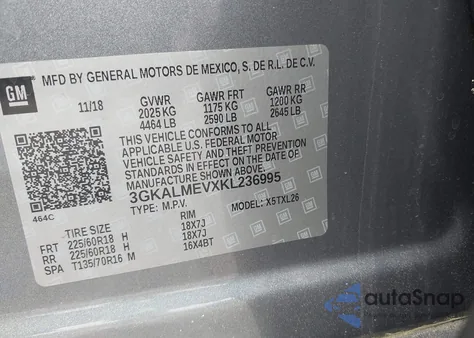 GM
MFD BY GENERAL MOTORS DE MEXICO, S. DE R.L. DE C.V.
11/18 GVWR GAWR FRT GAWR RR
2025 KG 1175 KG 1200 KG
4464 LB 2590 LB 2645 LB
THIS VEHICLE CONFORMS TO ALL
APPLICABLE U.S. FEDERAL MOTOR
VEHICLE SAFETY AND THEFT PREVENTION
STANDARDS IN EFFECT ON THE DATE OF
MANUFACTURE SHOWN ABOVE.
3GKALMEVXKL236995
464C TYPE: M.P.V. MODEL: X5TXL26
TIRE SIZE RIM
FRT 225/60R18 H 18X7J
RR 225/60R18 H 18X7J
SPA T135/70R16 M 16X4BT
autaSnap